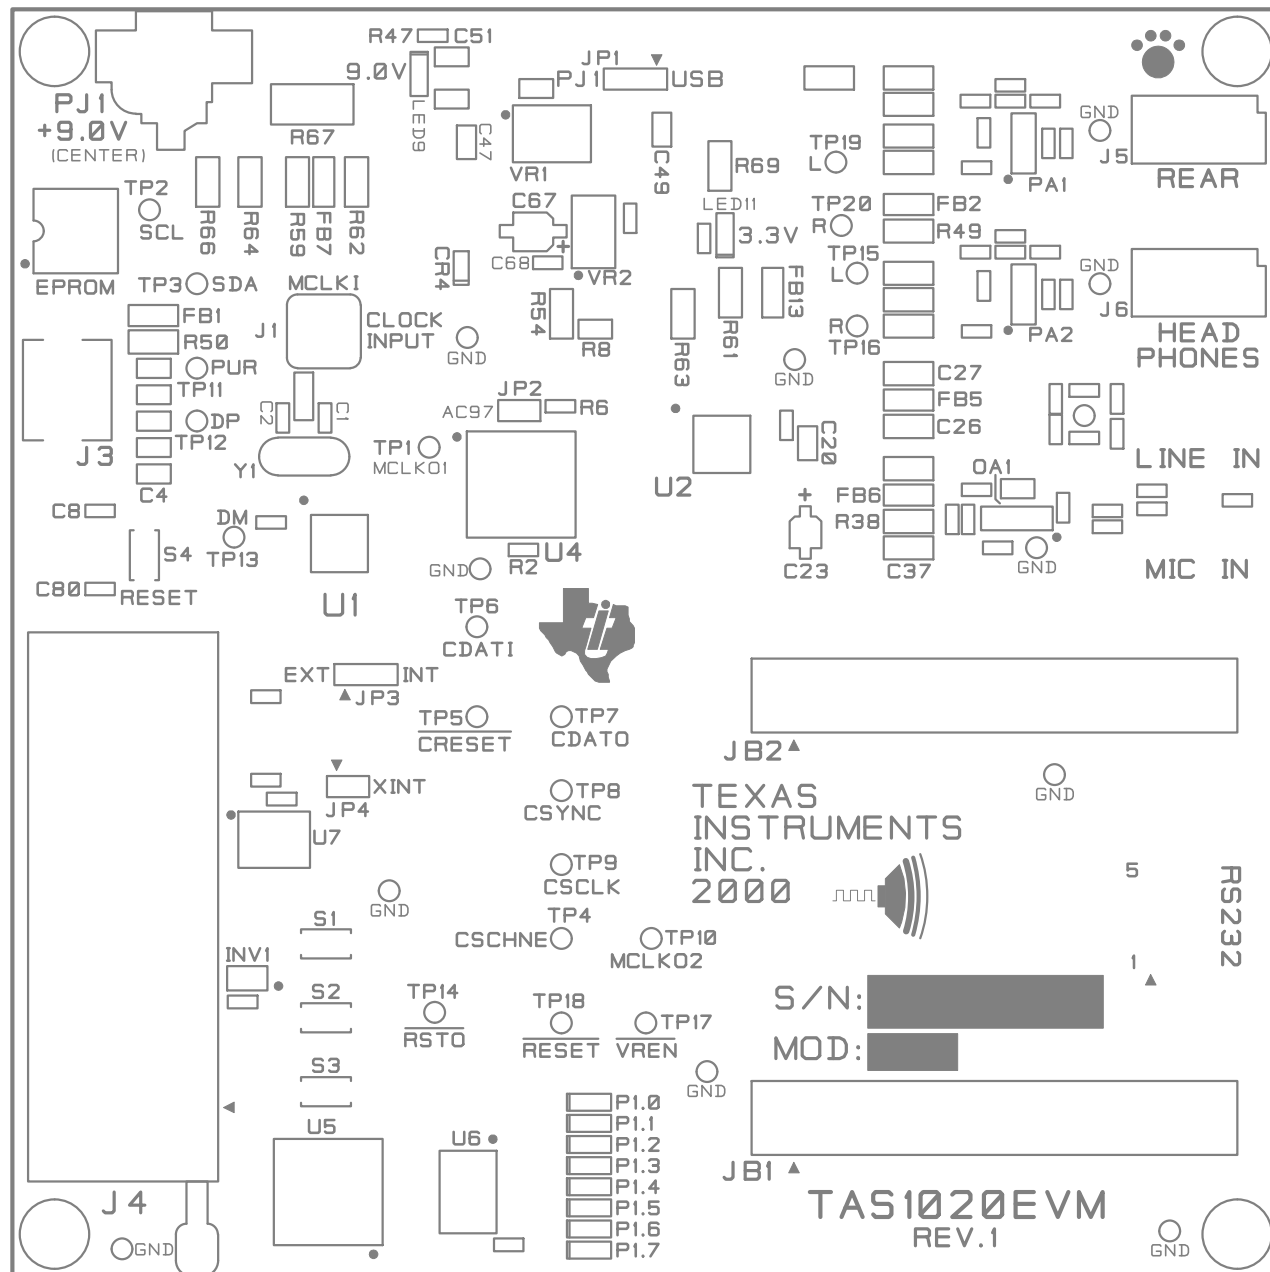 R47
C51
JP1
9.0V
PJ1
USB
PJ1
+9.0V
(CENTER)
R67
LED9
C47
VR1
C49
R69
TP19
L
GND
J5
REAR
PA1
TP2
SCL
R66
R64
R59
FB7
R62
C67
+
C68
VR2
LED11
3.3V
TP20
R
FB2
R49
EPROM
TP3
SDA
MCLKI
CR4
TP15
L
GND
J6
HEAD
PHONES
PA2
FB1
R50
J1
CLOCK
INPUT
GND
R54
R8
R63
R61
FB13
R
TP16
GND
PUR
TP11
DP
TP12
J3
C4
C2
C1
Y1
TP1
MCLKO1
JP2
AC97
R6
U2
C20
C27
FB5
C26
LINE IN
OA1
C8
DM
TP13
S4
C80
RESET
U1
U4
R2
GND
+
C23
FB6
R38
C37
GND
MIC IN
TP6
CDATI
EXT
INT
JP3
TP5
CRESET
TP7
CDATO
JB2
JP4
XINT
TP8
CSYNC
GND
U7
TEXAS
INSTRUMENTS
INC.
2000
TP9
CSCLK
GND
5
RS232
1
S1
CSCHNE
TP4
TP10
MCLKO2
INV1
S2
TP14
RSTO
TP18
RESET
TP17
VREN
S/N:
MOD:
S3
GND
U5
U6
P1.0
P1.1
P1.2
P1.3
P1.4
P1.5
P1.6
P1.7
JB1
J4
GND
TAS1020EVM
REV.1
GND